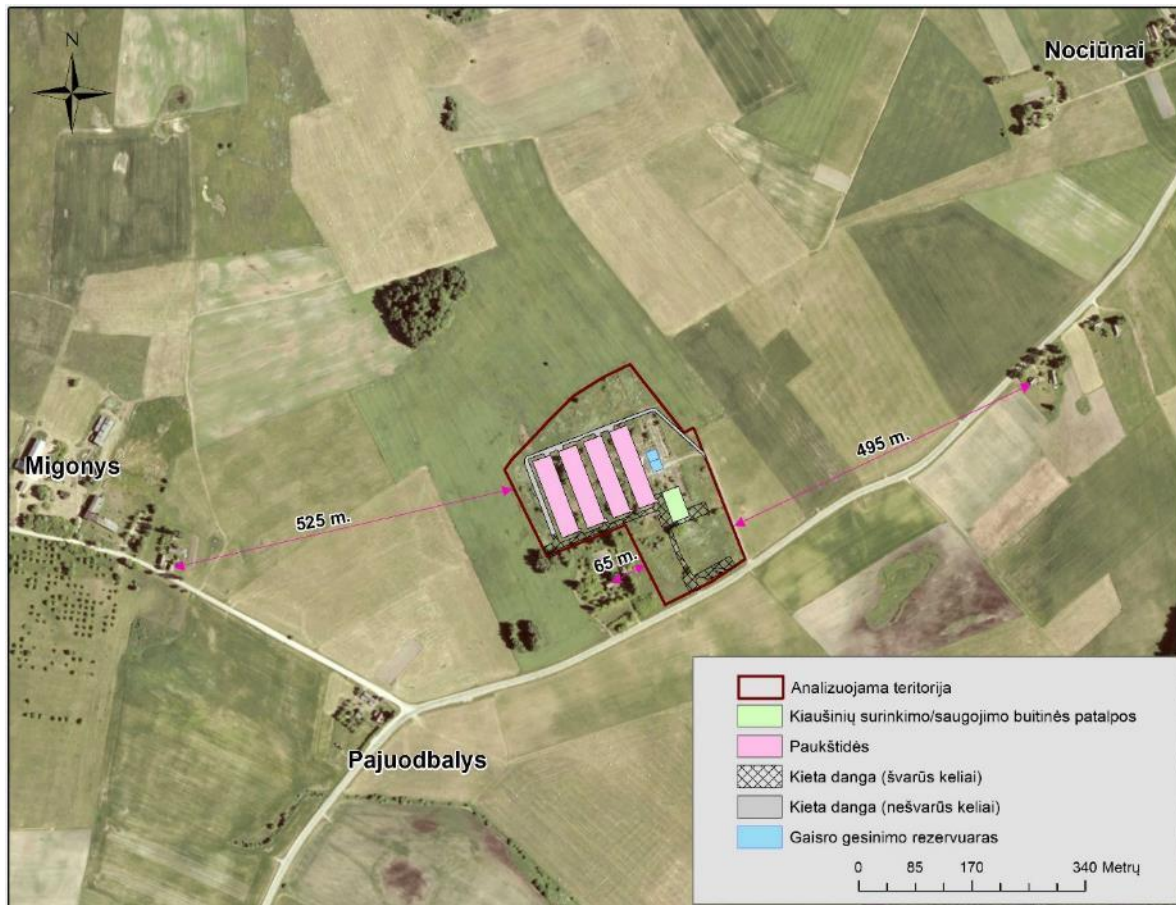 N
Nociūnai
Migonys
525 m.
495 m.
65 m.
Pajuodbalys
Analizuojama teritorija
Kiaušinių surinkimo/saugojimo buitinės patalpos
Paukštidės
Kieta danga (švarūs keliai)
Kieta danga (nešvarūs keliai)
Gaisro gesinimo rezervuaras
0 85 170 340 Metrų